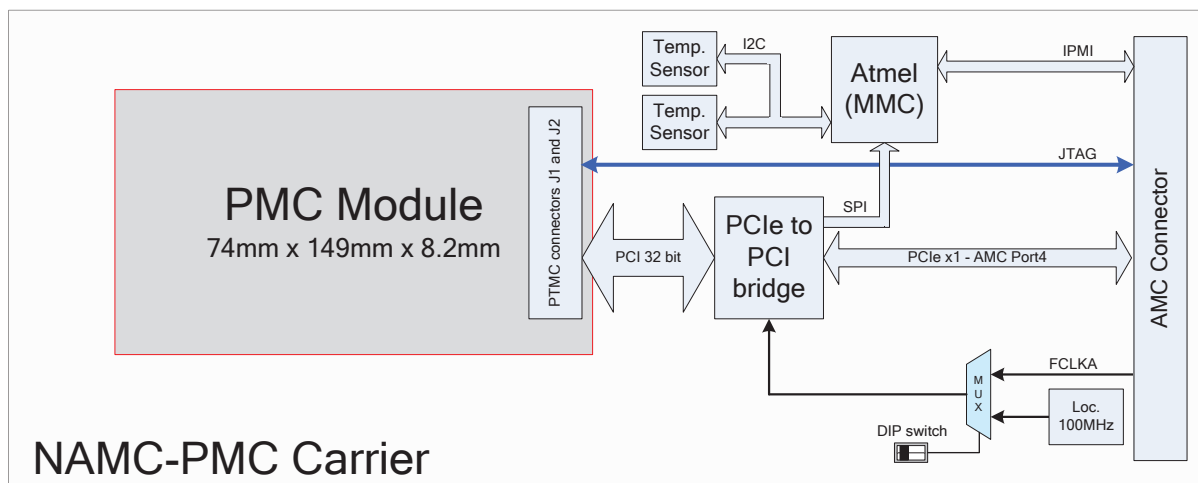 Temp.
Sensor
I2C
Atmel
(MMC)
IPMI
Temp.
Sensor
JTAG
PTMC connectors J1 and J2
PMC Module
74mm x 149mm x 8.2mm
SPI
PCIe to
PCI
bridge
PCI 32 bit
PCIe x1 - AMC Port4
AMC Connector
FCLKA
MUX
Loc.
100MHz
DIP switch
NAMC-PMC Carrier